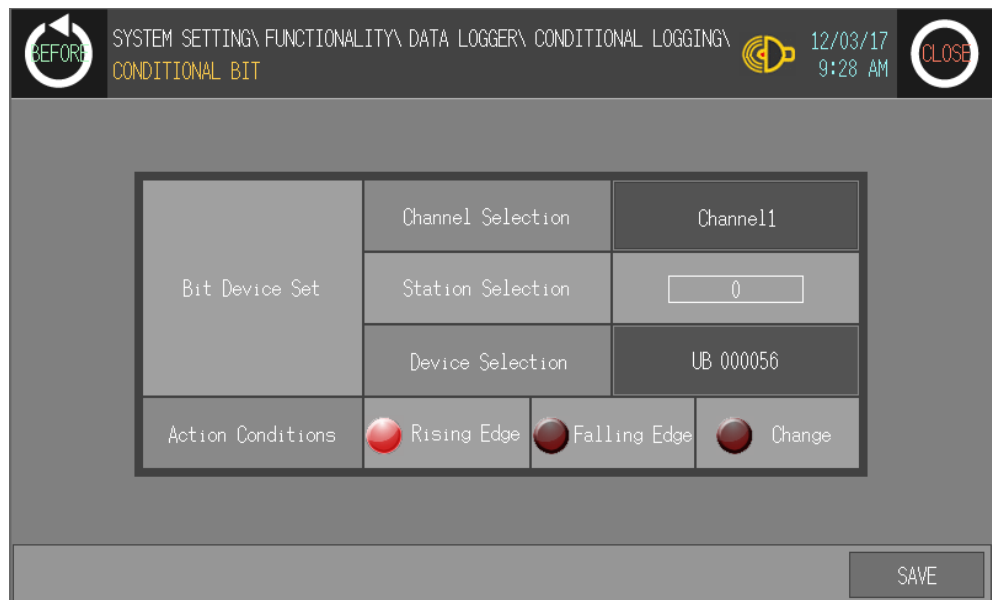 BEFORE
SYSTEM SETTING\ FUNCTIONALITY\ DATA LOGGER\ CONDITIONAL LOGGING\
CONDITIONAL BIT
12/03/17
9:28 AM
CLOSE
Bit Device Set
Channel Selection
Channel1
Station Selection
0
Device Selection
UB 000056
Action Conditions
Rising Edge
Falling Edge
Change
SAVE